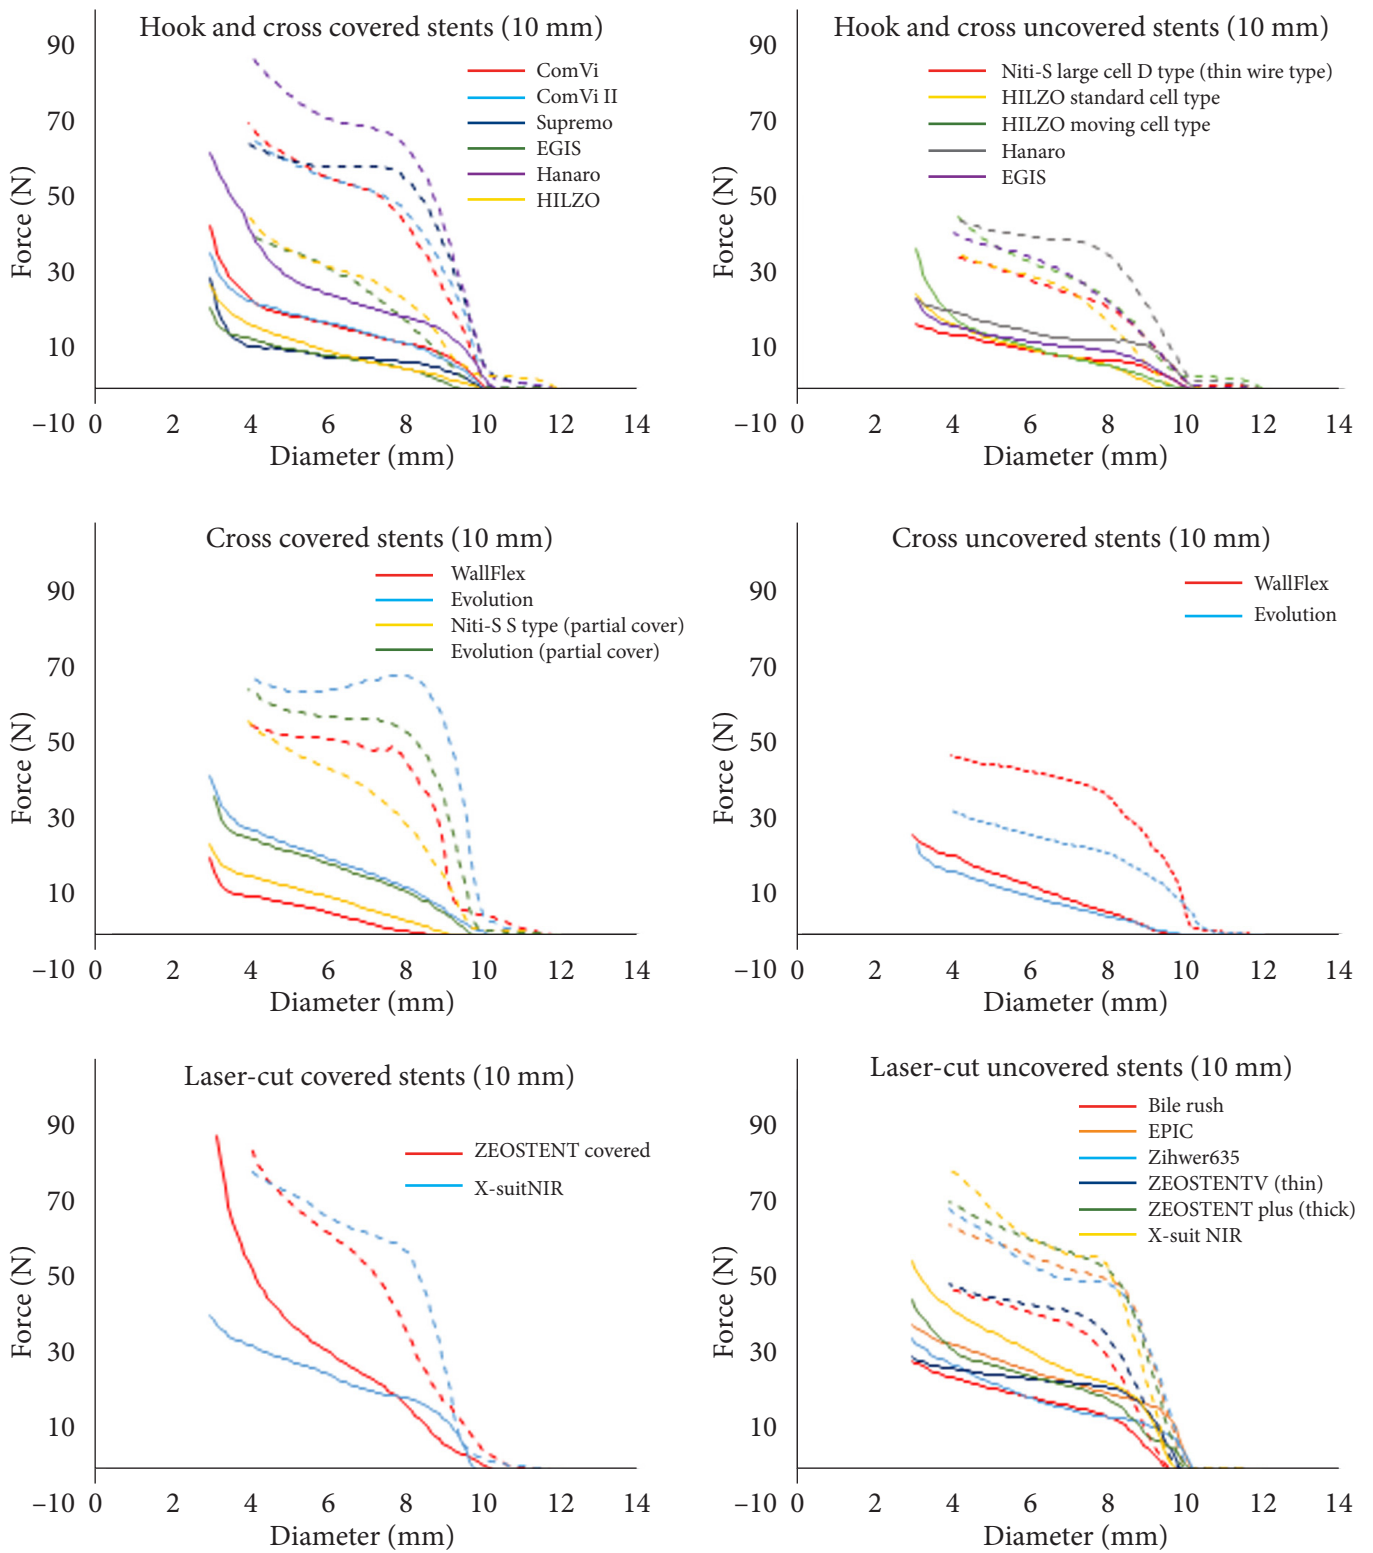 Hook and cross covered stents (10 mm)
ComVi
ComVi II
Supremo
EGIS
Hanaro
HILZO
90
70
50
30
10
–10
Force (N)
0 2 4 6 8 10 12 14
Diameter (mm)
Hook and cross uncovered stents (10 mm)
Niti-S large cell D type (thin wire type)
HILZO standard cell type
HILZO moving cell type
Hanaro
EGIS
90
70
50
30
10
–10
Force (N)
0 2 4 6 8 10 12 14
Diameter (mm)
Cross covered stents (10 mm)
WallFlex
Evolution
Niti-S S type (partial cover)
Evolution (partial cover)
90
70
50
30
10
–10
Force (N)
0 2 4 6 8 10 12 14
Diameter (mm)
Cross uncovered stents (10 mm)
WallFlex
Evolution
90
70
50
30
10
–10
Force (N)
0 2 4 6 8 10 12 14
Diameter (mm)
Laser-cut covered stents (10 mm)
ZEOSTENT covered
X-suitNIR
90
70
50
30
10
–10
Force (N)
0 2 4 6 8 10 12 14
Diameter (mm)
Laser-cut uncovered stents (10 mm)
Bile rush
EPIC
Zihwer635
ZEOSTENTV (thin)
ZEOSTENT plus (thick)
X-suit NIR
90
70
50
30
10
–10
Force (N)
0 2 4 6 8 10 12 14
Diameter (mm)